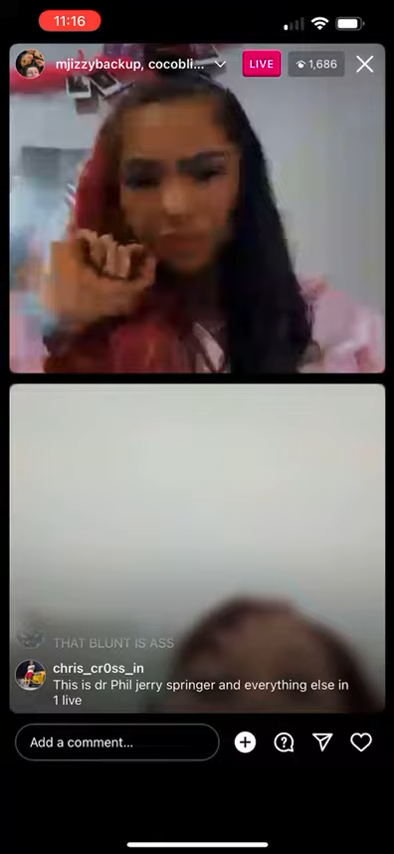 11:16
mjizzybackup, cocobli...
LIVE
1,686
THAT BLUNT IS ASS
chris_cr0ss_in
This is dr Phil jerry springer and everything else in
1 live
Add a comment...